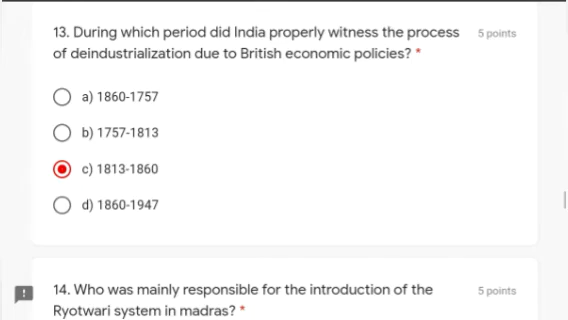 13. During which period did India properly witness the process 5 points
of deindustrialization due to British economic policies? *
a) 1860-1757
b) 1757-1813
c) 1813-1860
d) 1860-1947
14. Who was mainly responsible for the introduction of the 5 points
Ryotwari system in madras? *